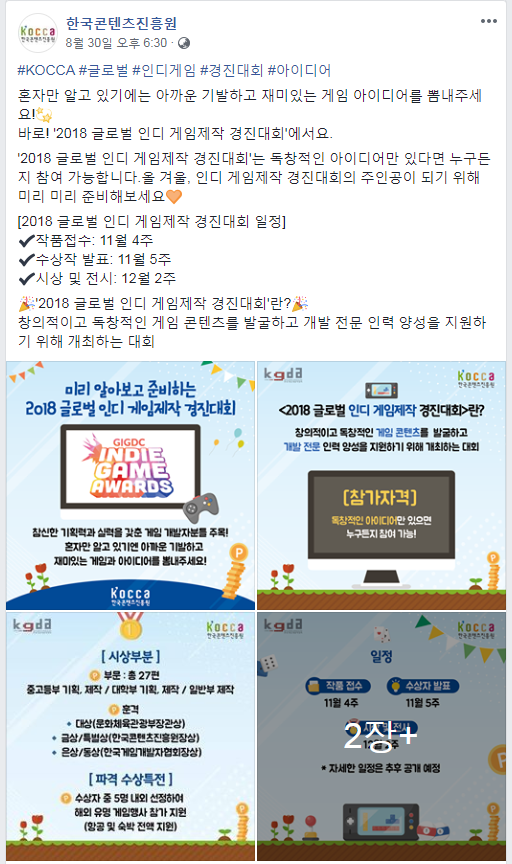 한국콘텐츠진흥원
8월 30일 오후 6:30
#KOCCA #글로벌 #인디게임 #경진대회 #아이디어
혼자만 알고 있기에는 아까운 기발하고 재미있는 게임 아이디어를 뽐내주세
요!💫
바로! '2018 글로벌 인디 게임제작 경진대회'에서요.
'2018 글로벌 인디 게임제작 경진대회'는 독창적인 아이디어만 있다면 누구든
지 참여 가능합니다.올 겨울, 인디 게임제작 경진대회의 주인공이 되기 위해
미리 미리 준비해보세요🧡
[2018 글로벌 인디 게임제작 경진대회 일정]
✔작품접수: 11월 4주
✔수상작 발표: 11월 5주
✔시상 및 전시: 12월 2주
🎉'2018 글로벌 인디 게임제작 경진대회'란?🎉
창의적이고 독창적인 게임 콘텐츠를 발굴하고 개발 전문 인력 양성을 지원하
기 위해 개최하는 대회
미리 알아보고 준비하는
2018 글로벌 인디 게임제작 경진대회
GIGDC
INDIE
GAME
AWARDS
참신한 기획력과 실력을 갖춘 게임 개발자분들 주목!
혼자만 알고 있기엔 아까운 기발하고
재미있는 게임과 아이디어를 뽐내주세요!
KOCCA
한국콘텐츠진흥원
kgda
KOCCA
한국콘텐츠진흥원
<2018 글로벌 인디 게임제작 경진대회>란?
창의적이고 독창적인 게임 콘텐츠를 발굴하고
개발 전문 인력 양성을 지원하기 위해 개최하는 대회
[참가자격]
독창적인 아이디어만 있으면
누구든지 참여 가능!
kgda
KOCCA
한국콘텐츠진흥원
[ 시상부분 ]
P 부문 : 총 27편
중고등부 기획, 제작 / 대학부 기획, 제작 / 일반부 제작
P 훈격
대상(문화체육관광부장관상)
금상/특별상(한국콘텐츠진흥원장상)
은상/동상(한국게임개발자협회장상)
[ 파격 수상특전 ]
P 수상자 중 5명 내외 선정하여
해외 유명 게임행사 참가 지원
(항공 및 숙박 전액 지원)
kgda
KOCCA
한국콘텐츠진흥원
일정
작품 접수
수상자 발표
11월 4주
11월 5주
2장+
* 자세한 일정은 추후 공개 예정